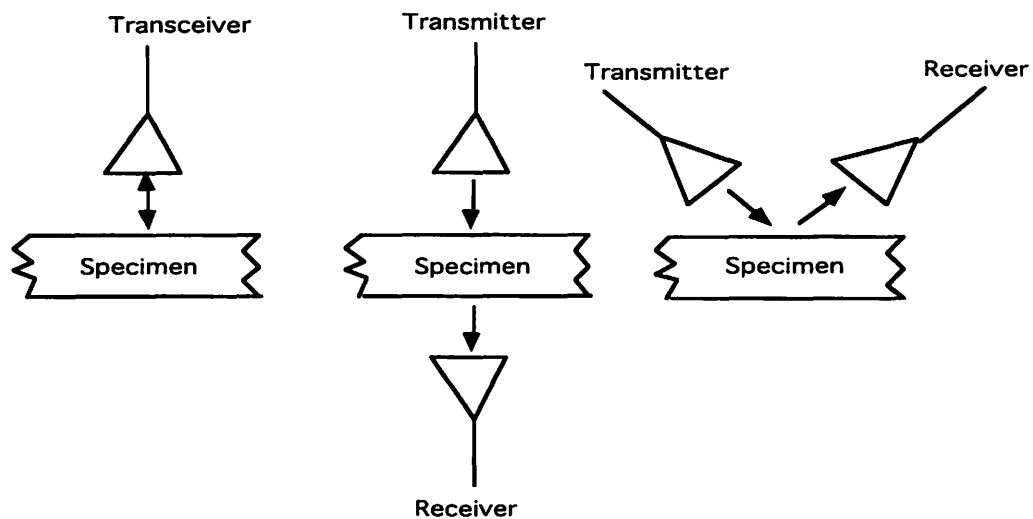 Transceiver
Transmitter
Transmitter
Receiver
Specimen
Specimen
Specimen
Receiver